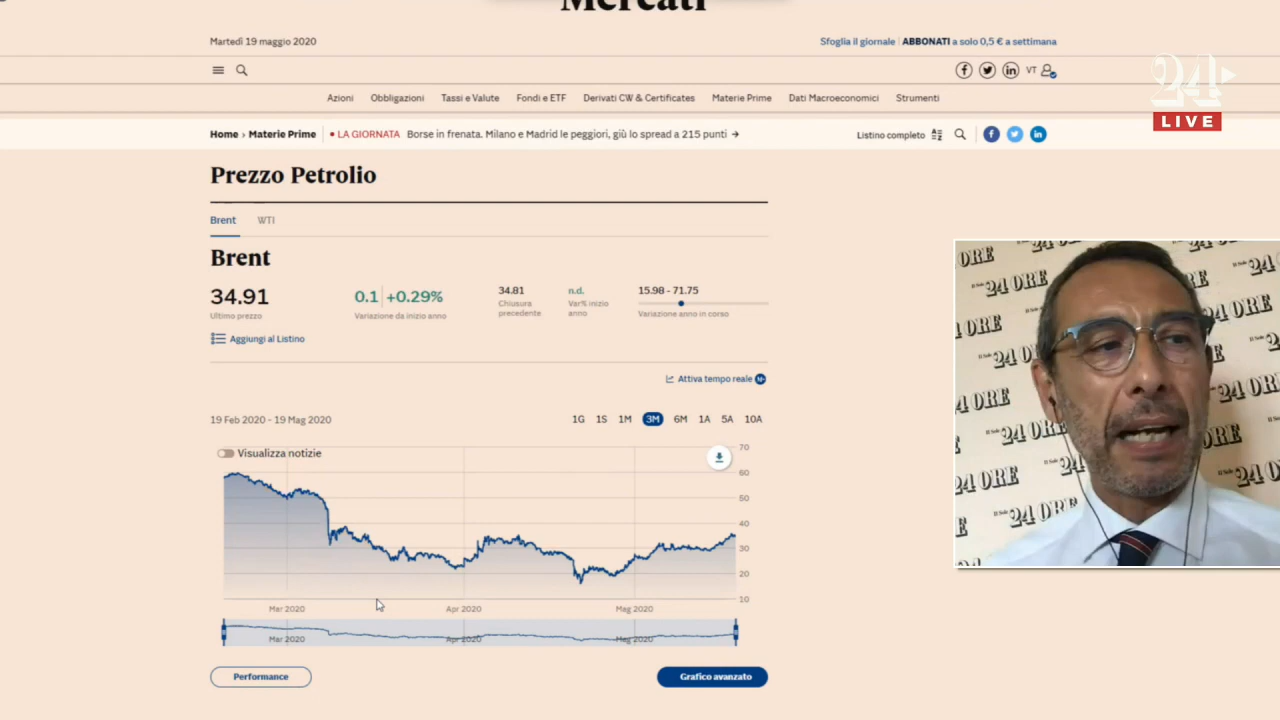 Mercati
Martedì 19 maggio 2020
Sfoglia il giornale ABBONATI a solo 0,5 € a settimana
VT
24
LIVE
Azioni Obbligazioni Tassi e Valute Fondi e ETF Derivati CW & Certificates Materie Prime Dati Macroeconomici Strumenti
Home › Materie Prime • LA GIORNATA Borse in frenata. Milano e Madrid le peggiori, giù lo spread a 215 punti →
Listino completo
Prezzo Petrolio
Brent WTI
Brent
34.91
Ultimo prezzo
0.1 +0.29%
Variazione da inizio anno
34.81
Chiusura
precedente
n.d.
Var% inizio
anno
15.98 - 71.75
Variazione anno in corso
Aggiungi al Listino
Attiva tempo reale
19 Feb 2020 - 19 Mag 2020
1G 1S 1M 3M 6M 1A 5A 10A
Visualizza notizie
70
60
50
40
30
20
10
Mar 2020 Apr 2020 Mag 2020
Mar 2020 Apr 2020 Mag 2020
Performance
Grafico avanzato
Il Sole 24 ORE